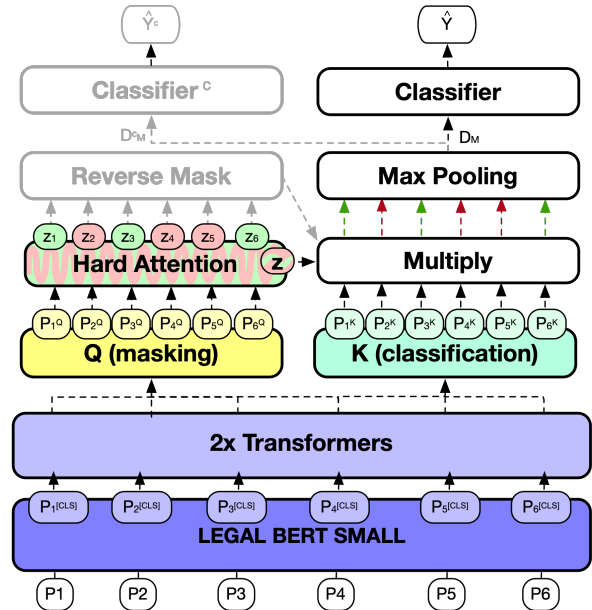 Ŷᶜ Ŷ
Classifier ᶜ Classifier
Dᶜ_M D_M
Reverse Mask Max Pooling
z₁ z₂ z₃ z₄ z₅ z₆
Hard Attention z Multiply
P₁Q P₂Q P₃Q P₄Q P₅Q P₆Q P₁ᴷ P₂ᴷ P₃ᴷ P₄ᴷ P₅ᴷ P₆ᴷ
Q (masking) K (classification)
2x Transformers
P₁[CLS] P₂[CLS] P₃[CLS] P₄[CLS] P₅[CLS] P₆[CLS]
LEGAL BERT SMALL
P1 P2 P3 P4 P5 P6